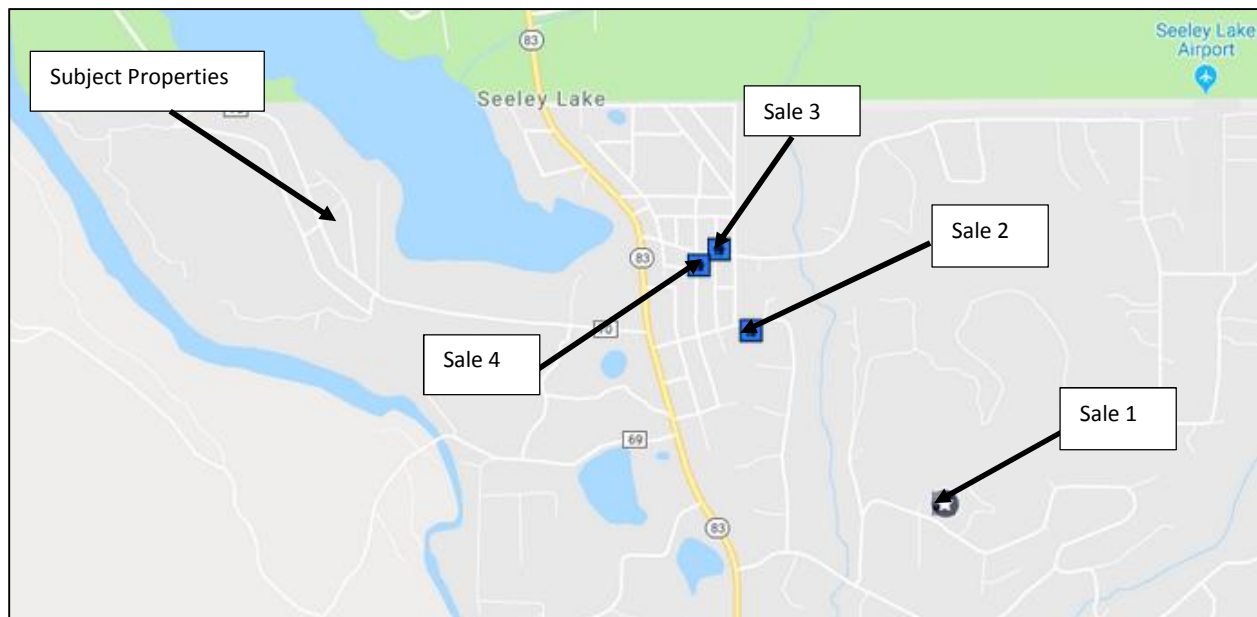 83
Seeley Lake
Airport
Subject Properties
Seeley Lake
Sale 3
Sale 2
83
70
Sale 4
Sale 1
69
83